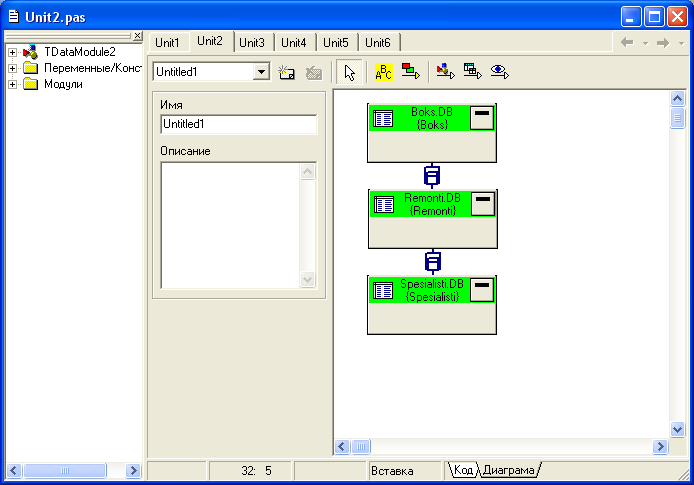 Unit2.pas
TDataModule2
Переменные/Конст
Модули
Unit1 Unit2 Unit3 Unit4 Unit5 Unit6
Untitled1
ABC
Имя
Untitled1
Описание
Boks.DB
{Boks}
Remonti.DB
{Remonti}
Spesialisti.DB
{Spesialisti}
32: 5
Вставка
Код Диаграма